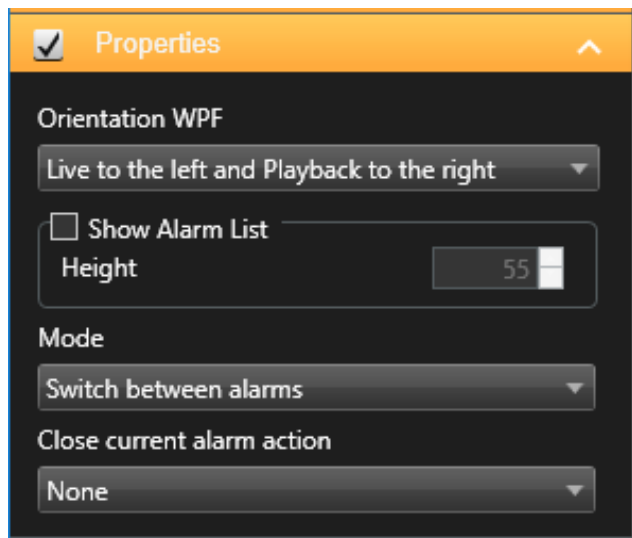 Properties
Orientation WPF
Live to the left and Playback to the right
Show Alarm List
Height 55
Mode
Switch between alarms
Close current alarm action
None